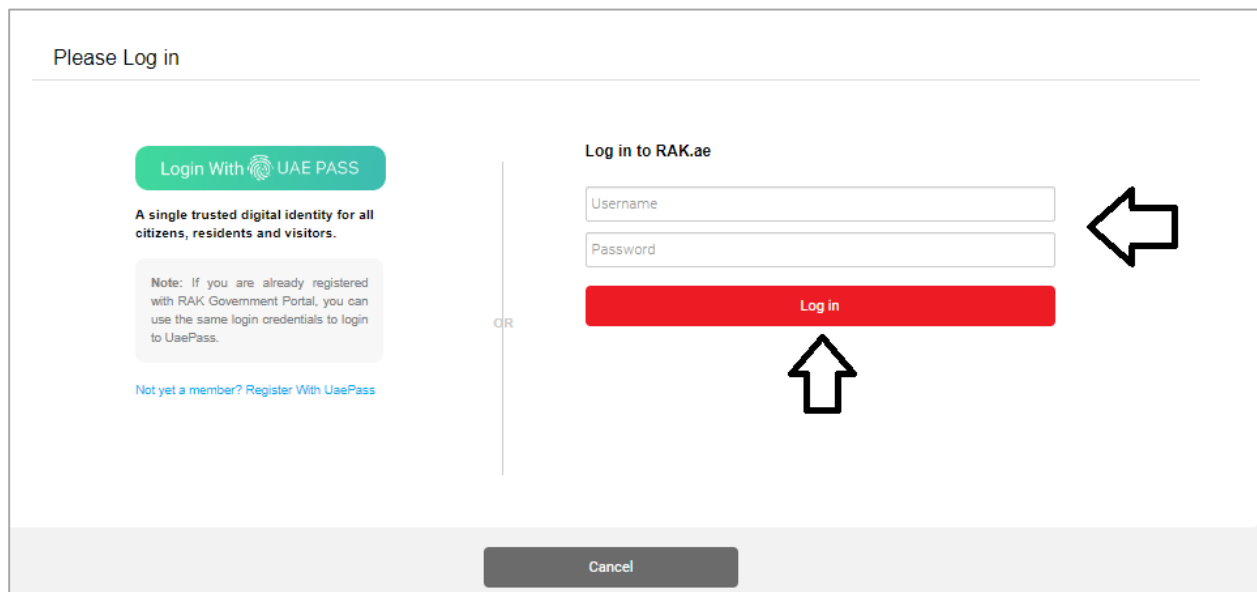 Please Log in
Login With UAE PASS
A single trusted digital identity for all
citizens, residents and visitors.
Note: If you are already registered
with RAK Government Portal, you can
use the same login credentials to login
to UaePass.
Not yet a member? Register With UaePass
OR
Log in to RAK.ae
Username
Password
Log in
Cancel